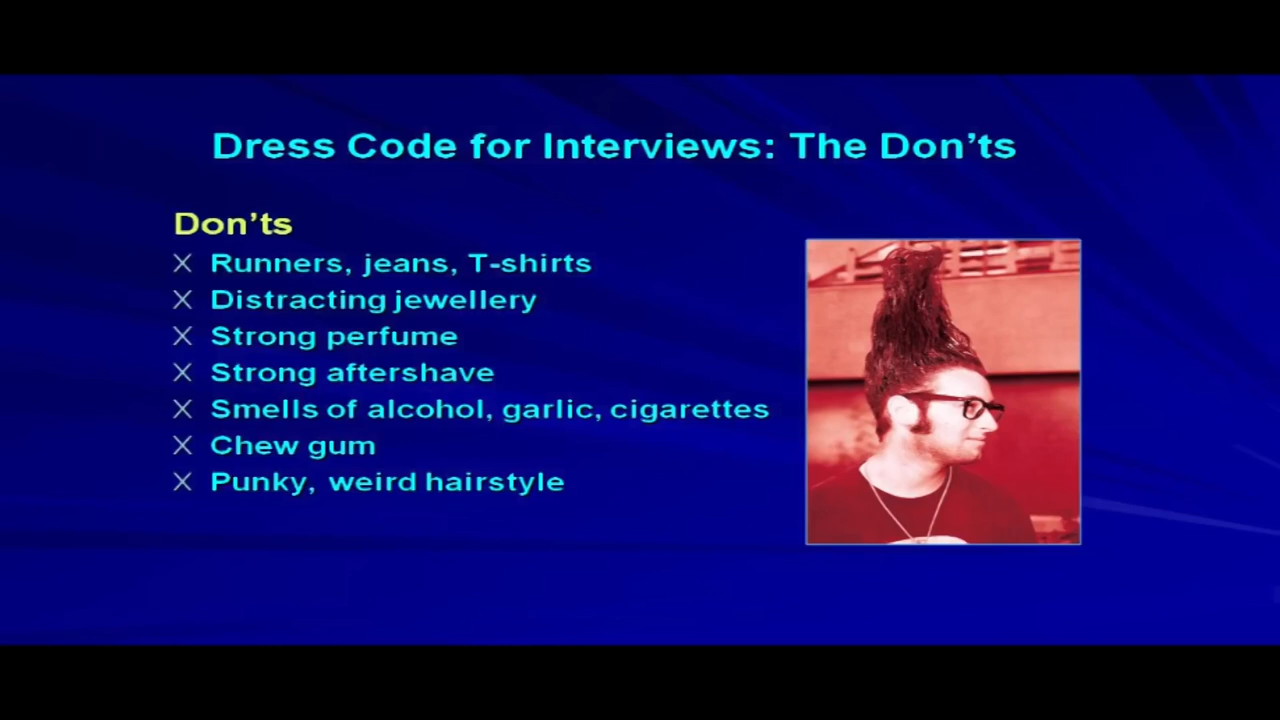 Dress Code for Interviews: The Don'ts
Don'ts
X Runners, jeans, T-shirts
X Distracting jewellery
X Strong perfume
X Strong aftershave
X Smells of alcohol, garlic, cigarettes
X Chew gum
X Punky, weird hairstyle